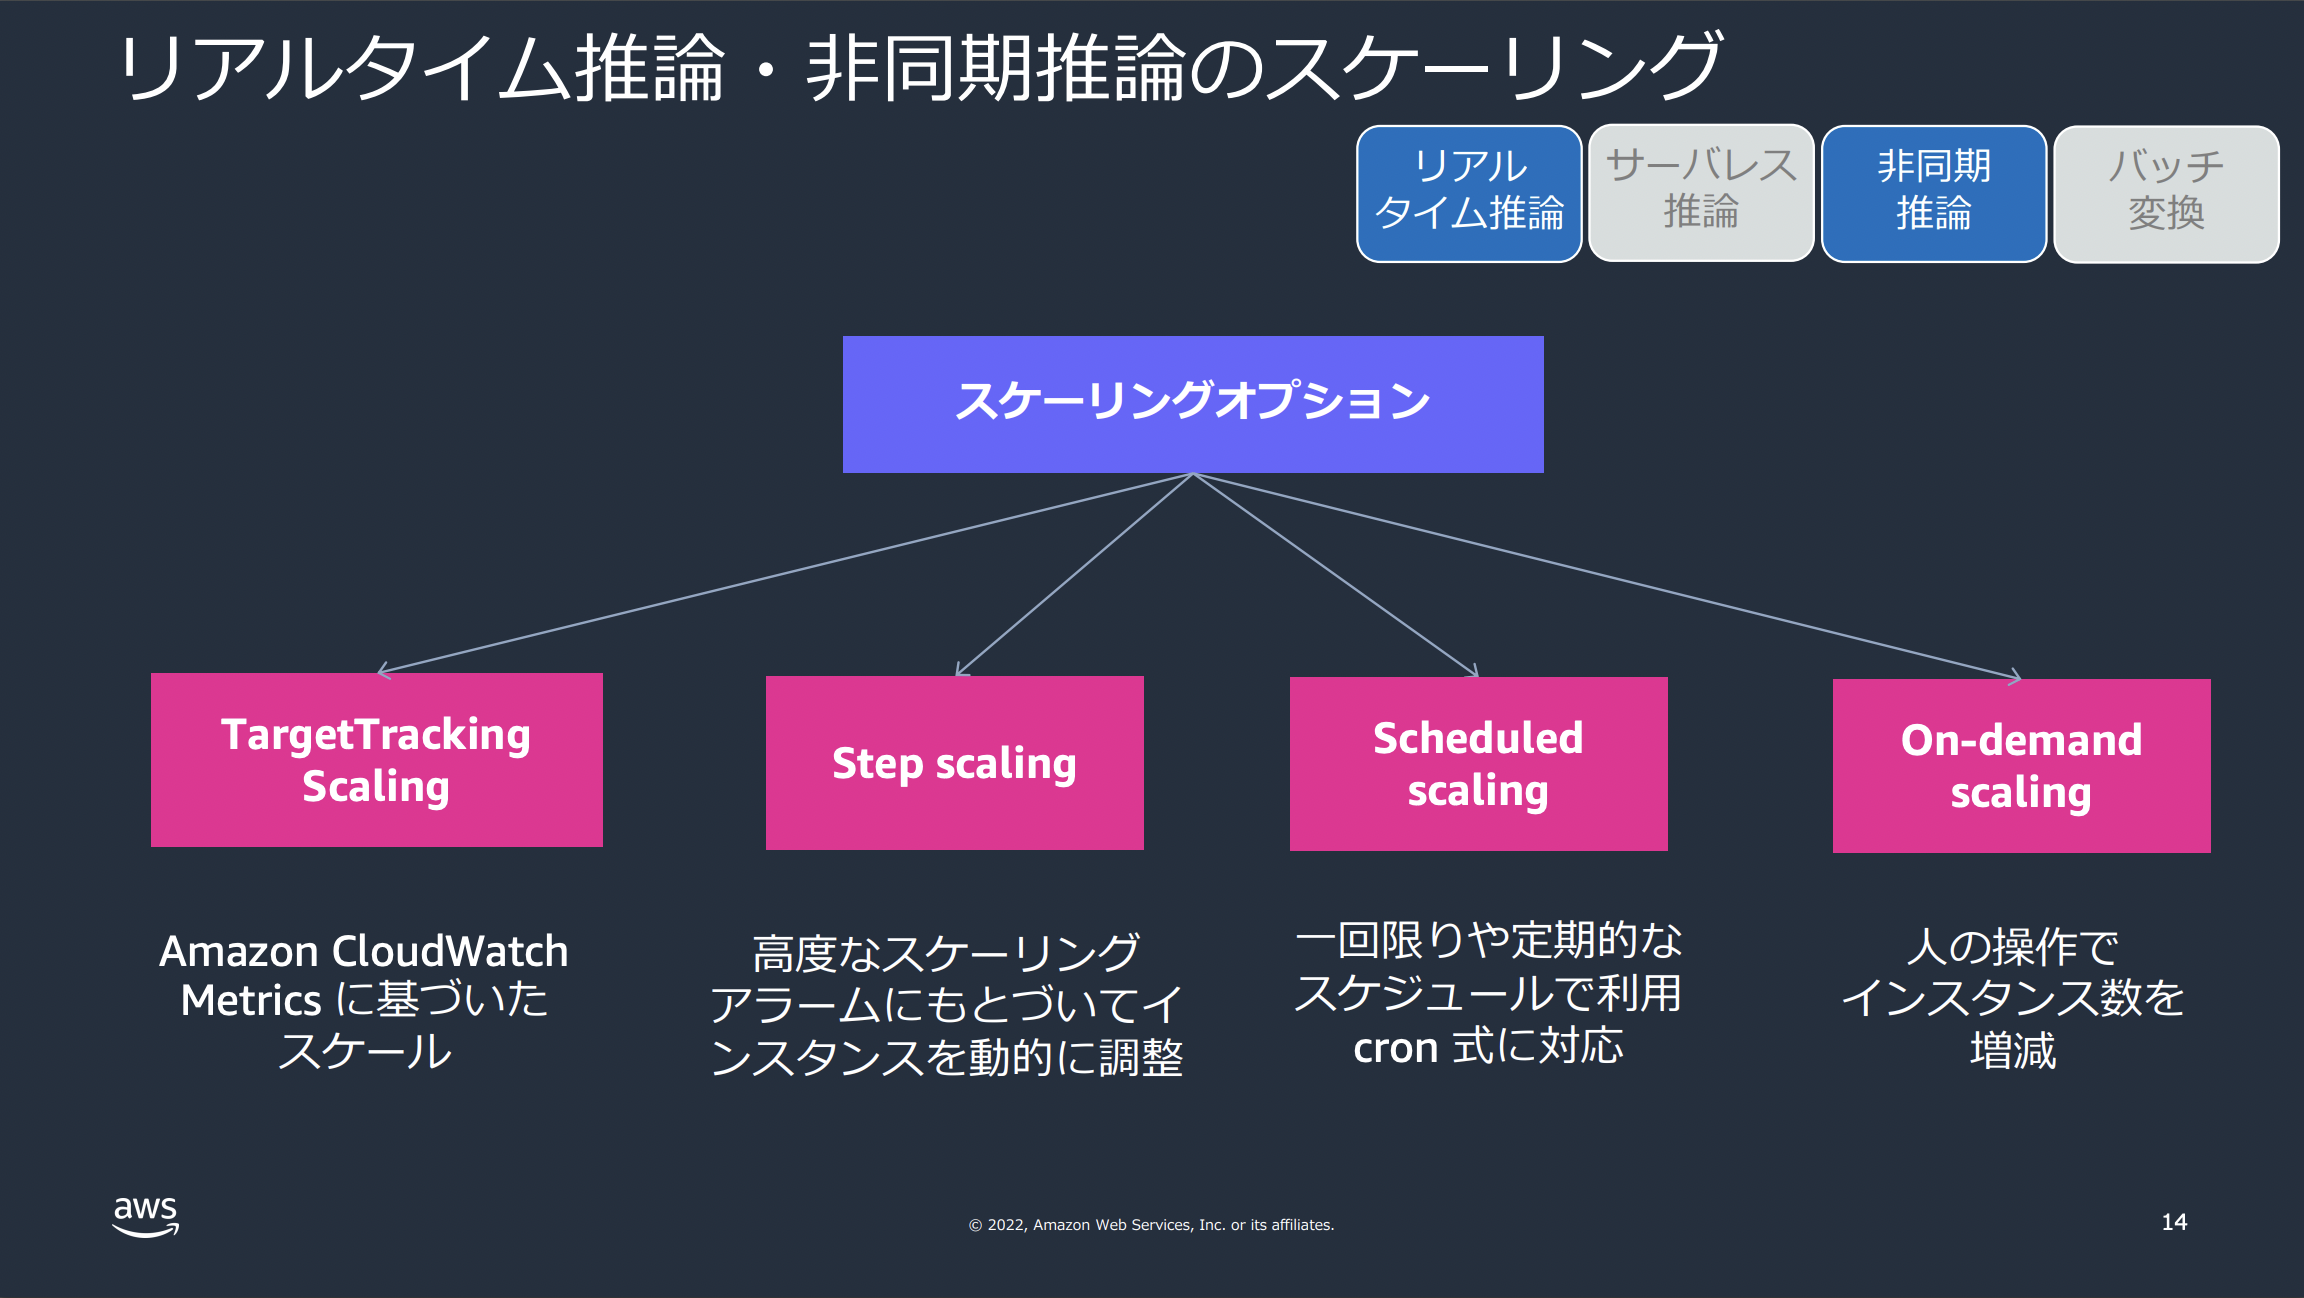 リアルタイム推論・非同期推論のスケーリング
リアル
タイム推論
サーバレス
推論
非同期
推論
バッチ
変換
スケーリングオプション
TargetTracking
Scaling
Step scaling
Scheduled
scaling
On-demand
scaling
Amazon CloudWatch
Metrics に基づいた
スケール
高度なスケーリング
アラームにもとづいてイ
ンスタンスを動的に調整
一回限りや定期的な
スケジュールで利用
cron 式に対応
人の操作で
インスタンス数を
増減
aws
© 2022, Amazon Web Services, Inc. or its affiliates.
14